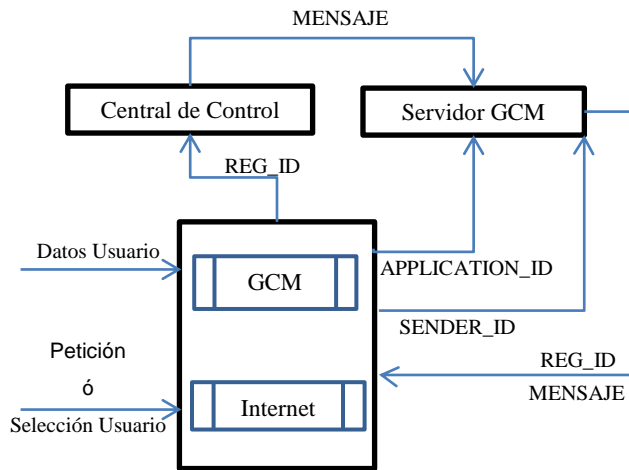 MENSAJE
Central de Control
Servidor GCM
REG_ID
Datos Usuario
GCM
APPLICATION_ID
SENDER_ID
Petición
ó
Selección Usuario
Internet
REG_ID
MENSAJE